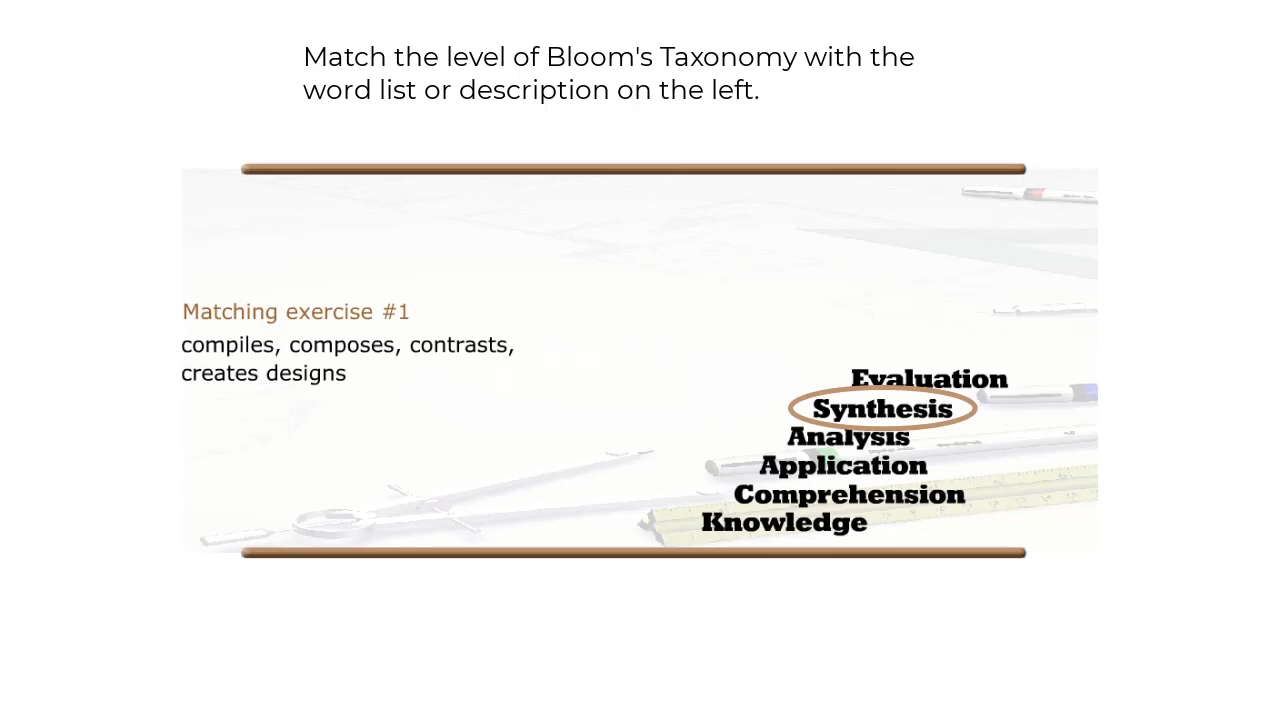 Match the level of Bloom's Taxonomy with the
word list or description on the left.
Matching exercise #1
compiles, composes, contrasts,
creates designs
Evaluation
Synthesis
Analysis
Application
Comprehension
Knowledge